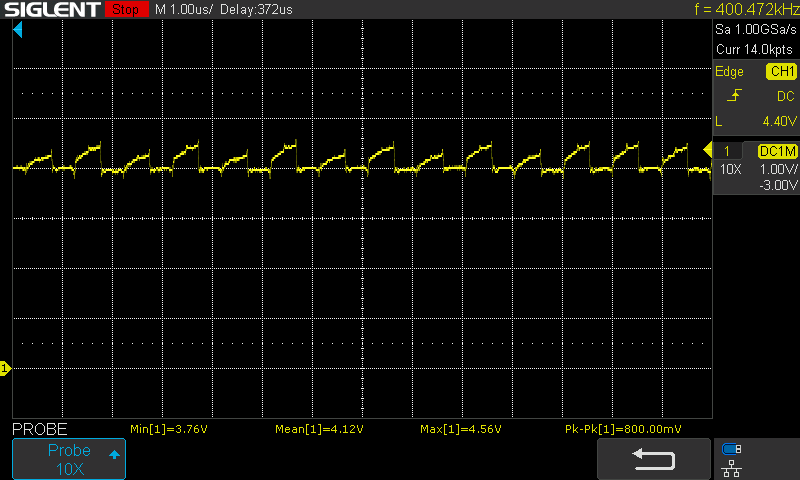 SIGLENT Stop M 1.00us/ Delay:372us f = 400.472kHz
Sa 1.00GSa/s
Curr 14.0kpts
Edge CH1
DC
L 4.40V
1 DC1M
10X 1.00V/
-3.00V
1
PROBE Min[1]=3.76V Mean[1]=4.12V Max[1]=4.56V Pk-Pk[1]=800.00mV
Probe
10X